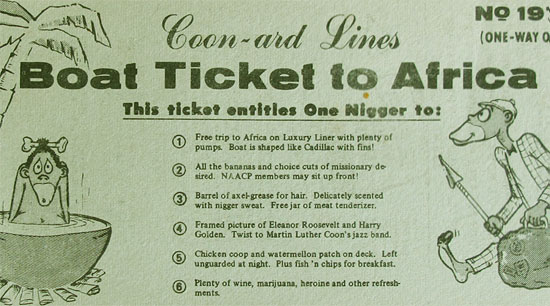 Coon-ard Lines
No 19
(ONE-WAY O
Boat Ticket to Africa
This ticket entitles One Nigger to:
1 Free trip to Africa on Luxury Liner with plenty of
pumps. Boat is shaped like Cadillac with fins!
2 All the bananas and choice cuts of missionary de-
sired. NAACP members may sit up front!
3 Barrel of axel-grease for hair. Delicately scented
with nigger sweat. Free jar of meat tenderizer.
4 Framed picture of Eleanor Roosevelt and Harry
Golden. Twist to Martin Luther Coon's jazz band.
5 Chicken coop and watermellon patch on deck. Left
unguarded at night. Plus fish 'n chips for breakfast.
6 Plenty of wine, marijuana, heroine and other refresh-
ments.